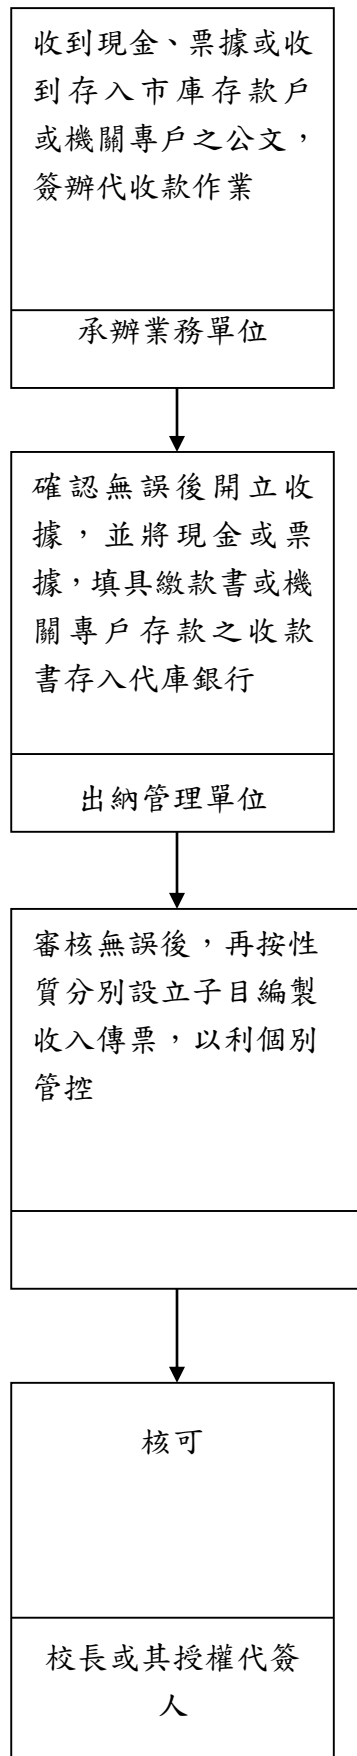 收到現金、票據或收
到存入市庫存款戶
或機關專戶之公文，
簽辦代收款作業
承辦業務單位
確認無誤後開立收
據，並將現金或票
據，填具繳款書或機
關專戶存款之收款
書存入代庫銀行
出納管理單位
審核無誤後，再按性
質分別設立子目編製
收入傳票，以利個別
管控
核可
校長或其授權代簽
人